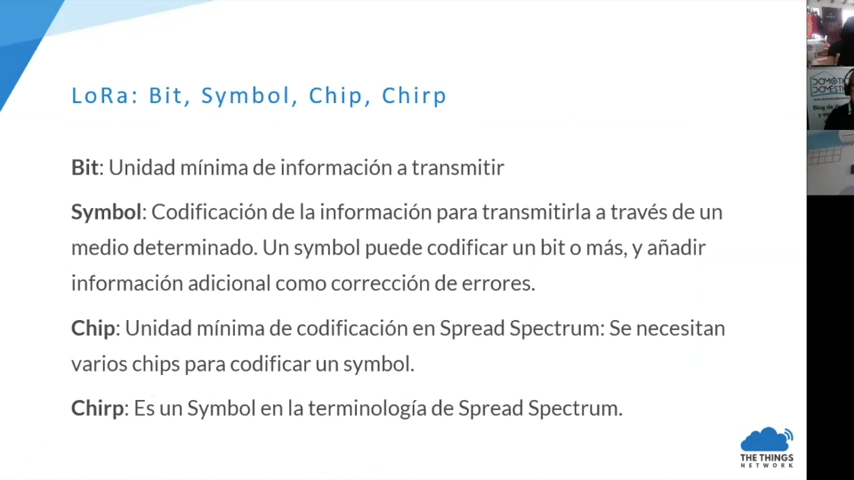 LoRa: Bit, Symbol, Chip, Chirp
Bit: Unidad mínima de información a transmitir
Symbol: Codificación de la información para transmitirla a través de un
medio determinado. Un symbol puede codificar un bit o más, y añadir
información adicional como corrección de errores.
Chip: Unidad mínima de codificación en Spread Spectrum: Se necesitan
varios chips para codificar un symbol.
Chirp: Es un Symbol en la terminología de Spread Spectrum.
THE THINGS
NETWORK